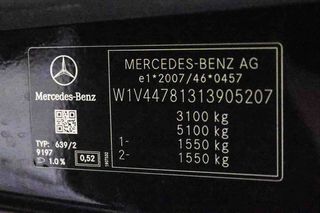 MERCEDES-BENZ AG
e1*2007/46*0457
Mercedes-Benz
W1V44781313905207
3100 kg
5100 kg
TYP: 639/2
1- 1550 kg
9197
2- 1550 kg
1.0 %
0,52